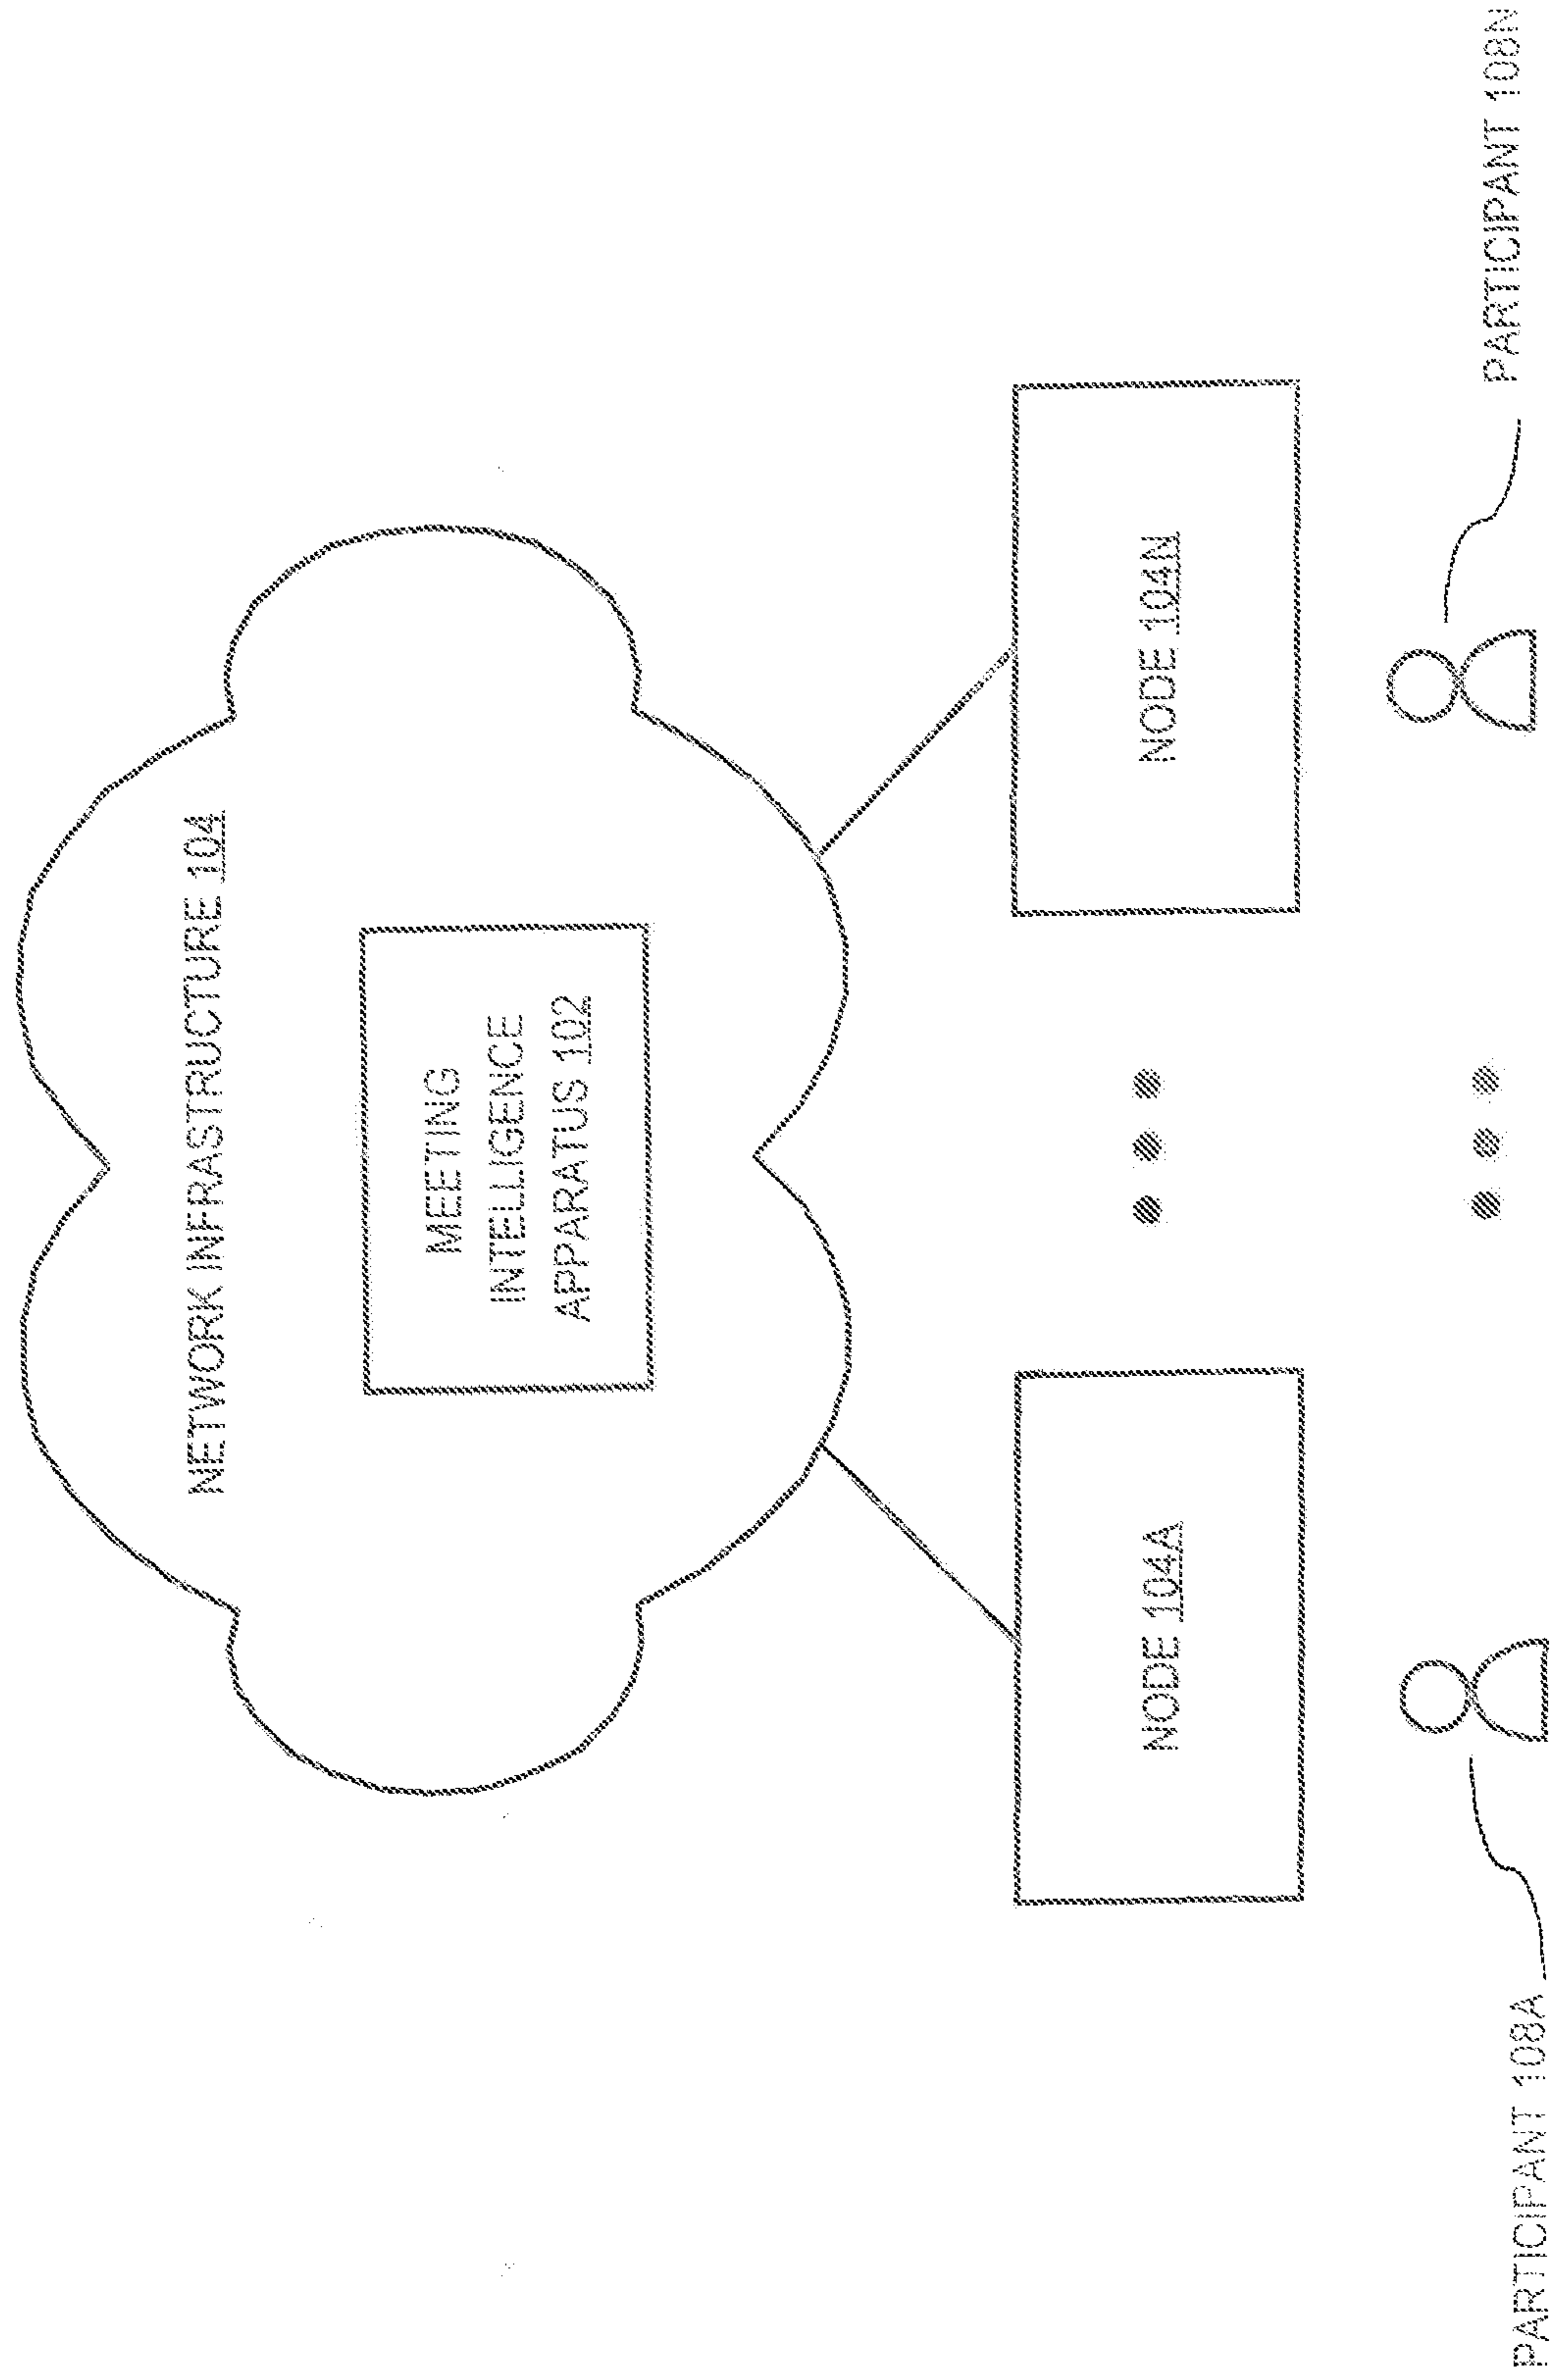 NETWORK INFRASTRUCTURE 104
MEETING
INTELLIGENCE
APPARATUS 102
NODE 104A
NODE 104N
PARTICIPANT 108A
PARTICIPANT 108N